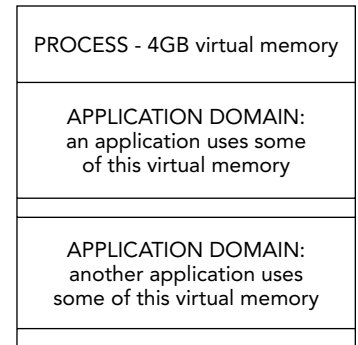 PROCESS - 4GB virtual memory
APPLICATION DOMAIN:
an application uses some
of this virtual memory
APPLICATION DOMAIN:
another application uses
some of this virtual memory